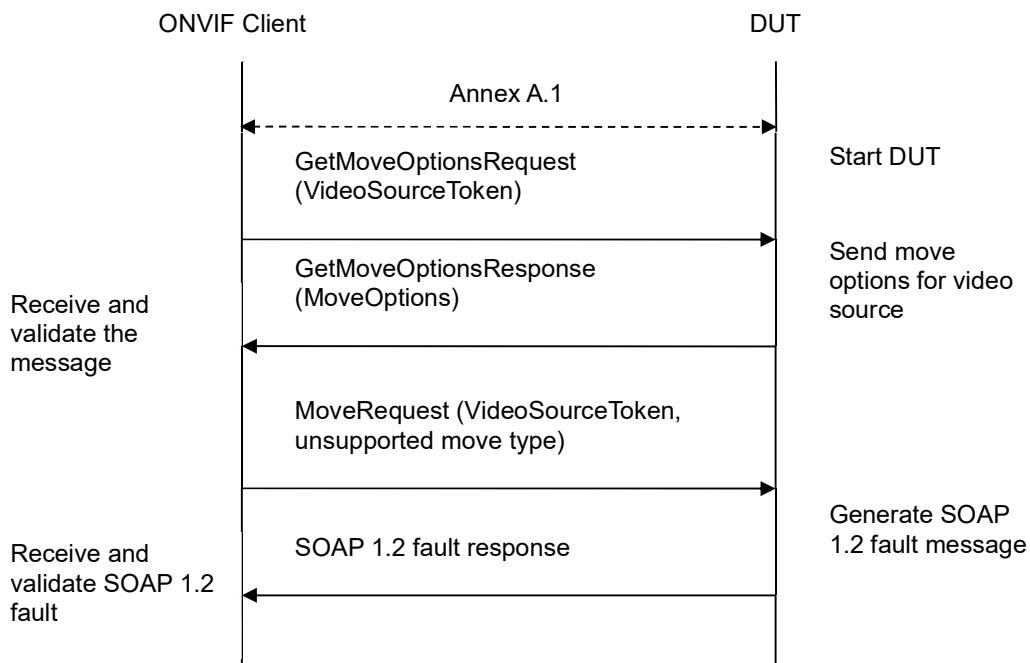 ONVIF Client
DUT
Annex A.1
Start DUT
GetMoveOptionsRequest
(VideoSourceToken)
Send move
options for video
source
GetMoveOptionsResponse
(MoveOptions)
Receive and
validate the
message
MoveRequest (VideoSourceToken,
unsupported move type)
Generate SOAP
1.2 fault message
SOAP 1.2 fault response
Receive and
validate SOAP 1.2
fault